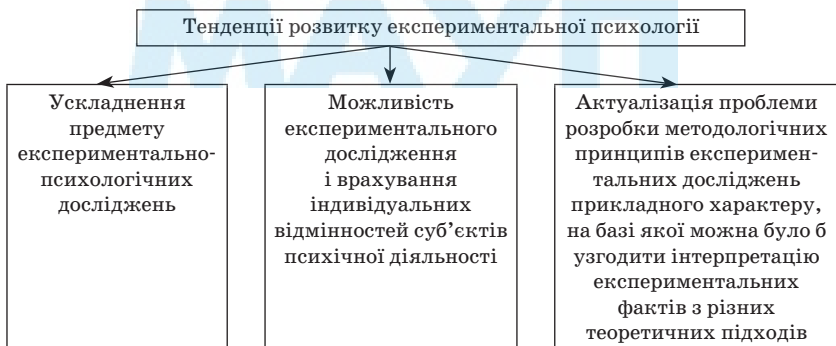 МАУП
Тенденції розвитку експериментальної психології
Ускладнення
предмету
експериментально-
психологічних
досліджень
Можливість
експериментального
дослідження
і врахування
індивідуальних
відмінностей суб’єктів
психічної діяльності
Актуалізація проблеми
розробки методологічних
принципів експеримен-
тальних досліджень
прикладного характеру,
на базі якої можна було б
узгодити інтерпретацію
експериментальних
фактів з різних
теоретичних підходів